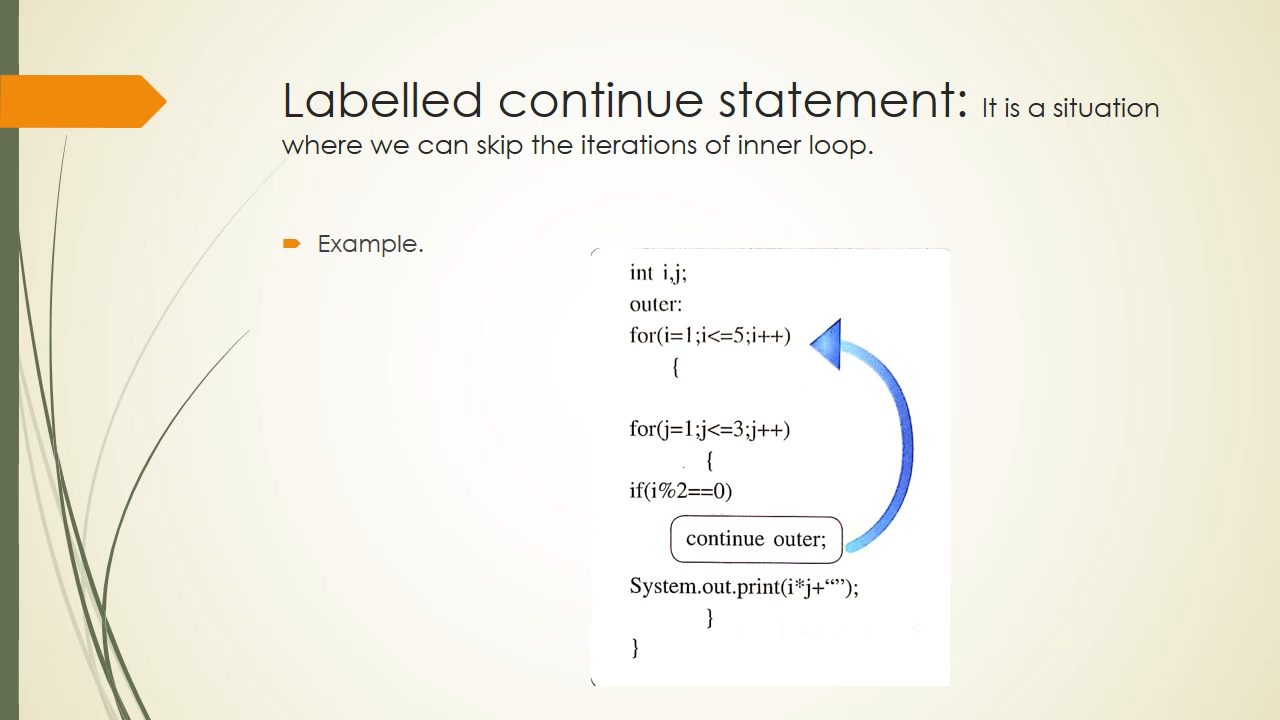 Labelled continue statement: It is a situation
where we can skip the iterations of inner loop.
Example.
int i,j;
outer:
for(i=1;i<=5;i++)
{
for(j=1;j<=3;j++)
{
if(i%2==0)
continue outer;
System.out.print(i*j+“”);
}
}